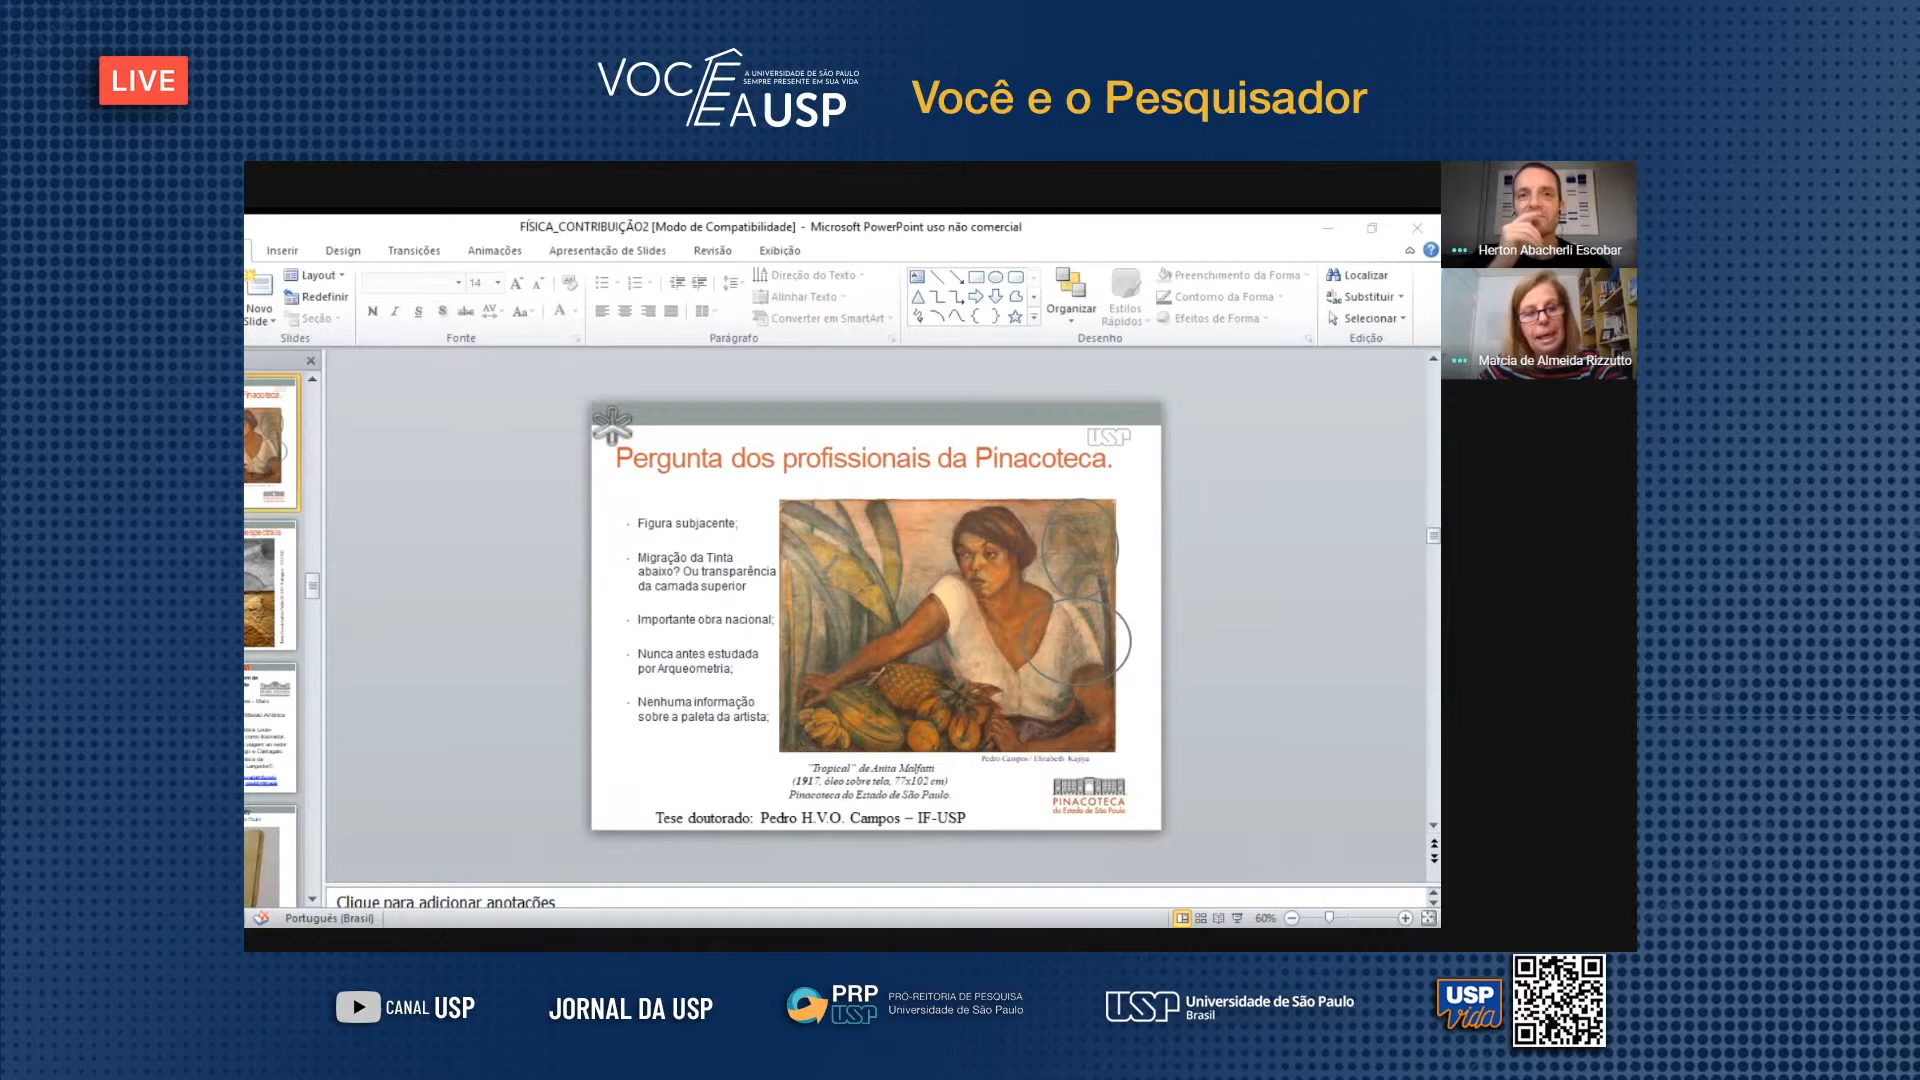 LIVE
VOCÊ E A USP
A UNIVERSIDADE DE SÃO PAULO
SEMPRE PRESENTE EM SUA VIDA
Você e o Pesquisador
FÍSICA_CONTRIBUIÇÃO2 [Modo de Compatibilidade] - Microsoft PowerPoint uso não comercial
Inserir Design Transições Animações Apresentação de Slides Revisão Exibição
Novo
Slide
Layout
Redefinir
Seção
Slides
14
Fonte
Direção do Texto
Alinhar Texto
Converter em SmartArt
Parágrafo
Organizar
Estilos
Rápidos
Preenchimento da Forma
Contorno da Forma
Efeitos de Forma
Desenho
Localizar
Substituir
Selecionar
Edição
Herton Abacherli Escobar
Marcia de Almeida Rizzutto
USP
Pergunta dos profissionais da Pinacoteca.
- Figura subjacente;
- Migração da Tinta
abaixo? Ou transparência
da camada superior
- Importante obra nacional;
- Nunca antes estudada
por Arqueometria;
- Nenhuma informação
sobre a paleta da artista;
Pedro Campos / Elizabeth Kajiya
"Tropical" de Anita Malfatti
(1917, óleo sobre tela, 77x102 cm)
Pinacoteca do Estado de São Paulo.
PINACOTECA
do Estado de São Paulo
Tese doutorado: Pedro H.V.O. Campos – IF-USP
Clique para adicionar anotações
Português (Brasil)
60%
CANAL USP
JORNAL DA USP
PRP
USP
PRÓ-REITORIA DE PESQUISA
Universidade de São Paulo
USP
Universidade de São Paulo
Brasil
USP
Vida